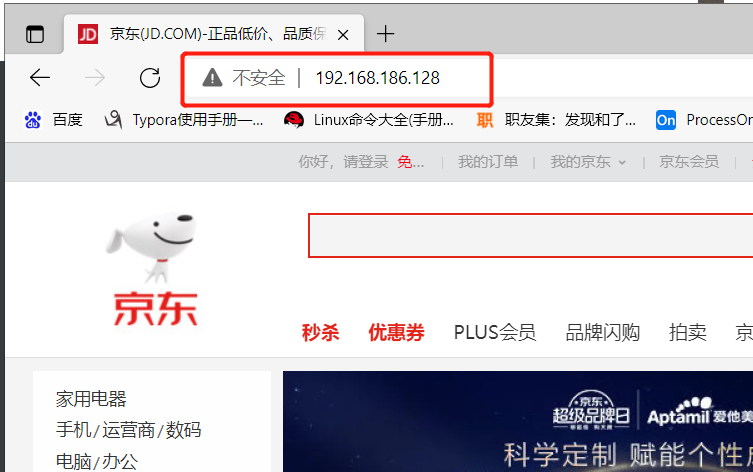 JD 京东(JD.COM)-正品低价、品质保
不安全 | 192.168.186.128
百度 Typora使用手册—... Linux命令大全(手册... 职 职友集：发现和了... On ProcessOn
你好，请登录 免... 我的订单 我的京东 京东会员
京东
秒杀 优惠券 PLUS会员 品牌闪购 拍卖 京
家用电器
手机/运营商/数码
电脑/办公
京东
超级品牌日 | Aptamil 爱他美
科学定制 赋能个性